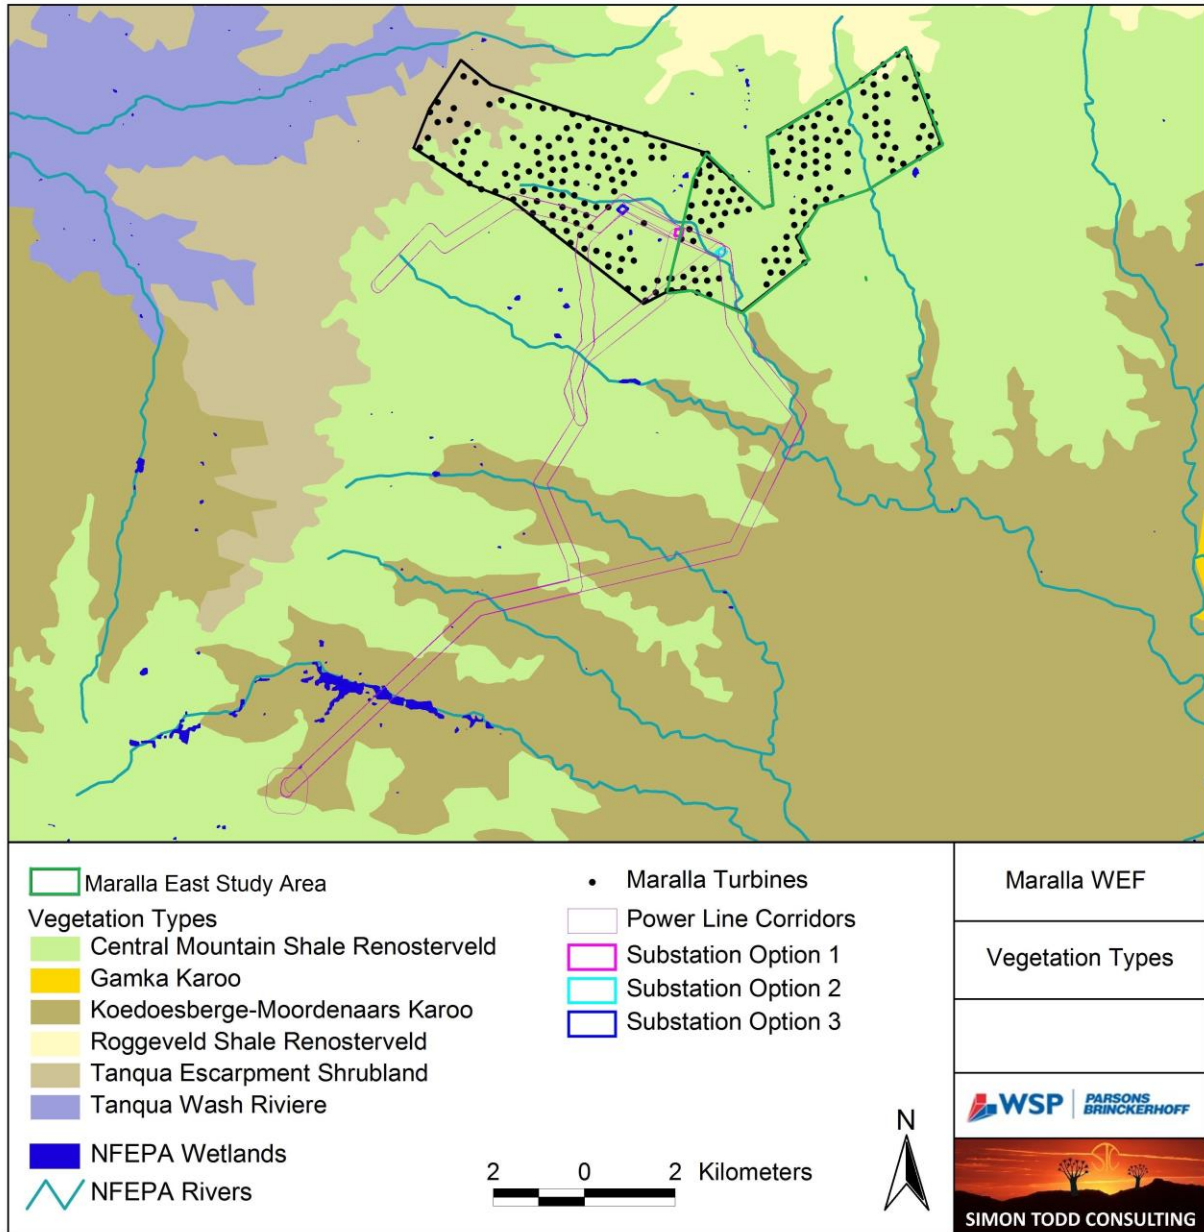 Maralla East Study Area
Vegetation Types
Central Mountain Shale Renosterveld
Gamka Karoo
Koedoesberge-Moordenaars Karoo
Roggeveld Shale Renosterveld
Tanqua Escarpment Shrubland
Tanqua Wash Riviere
NFEPA Wetlands
NFEPA Rivers
Maralla Turbines
Power Line Corridors
Substation Option 1
Substation Option 2
Substation Option 3
2 0 2 Kilometers
N
Maralla WEF
Vegetation Types
WSP | PARSONS
BRINCKERHOFF
STC
SIMON TODD CONSULTING